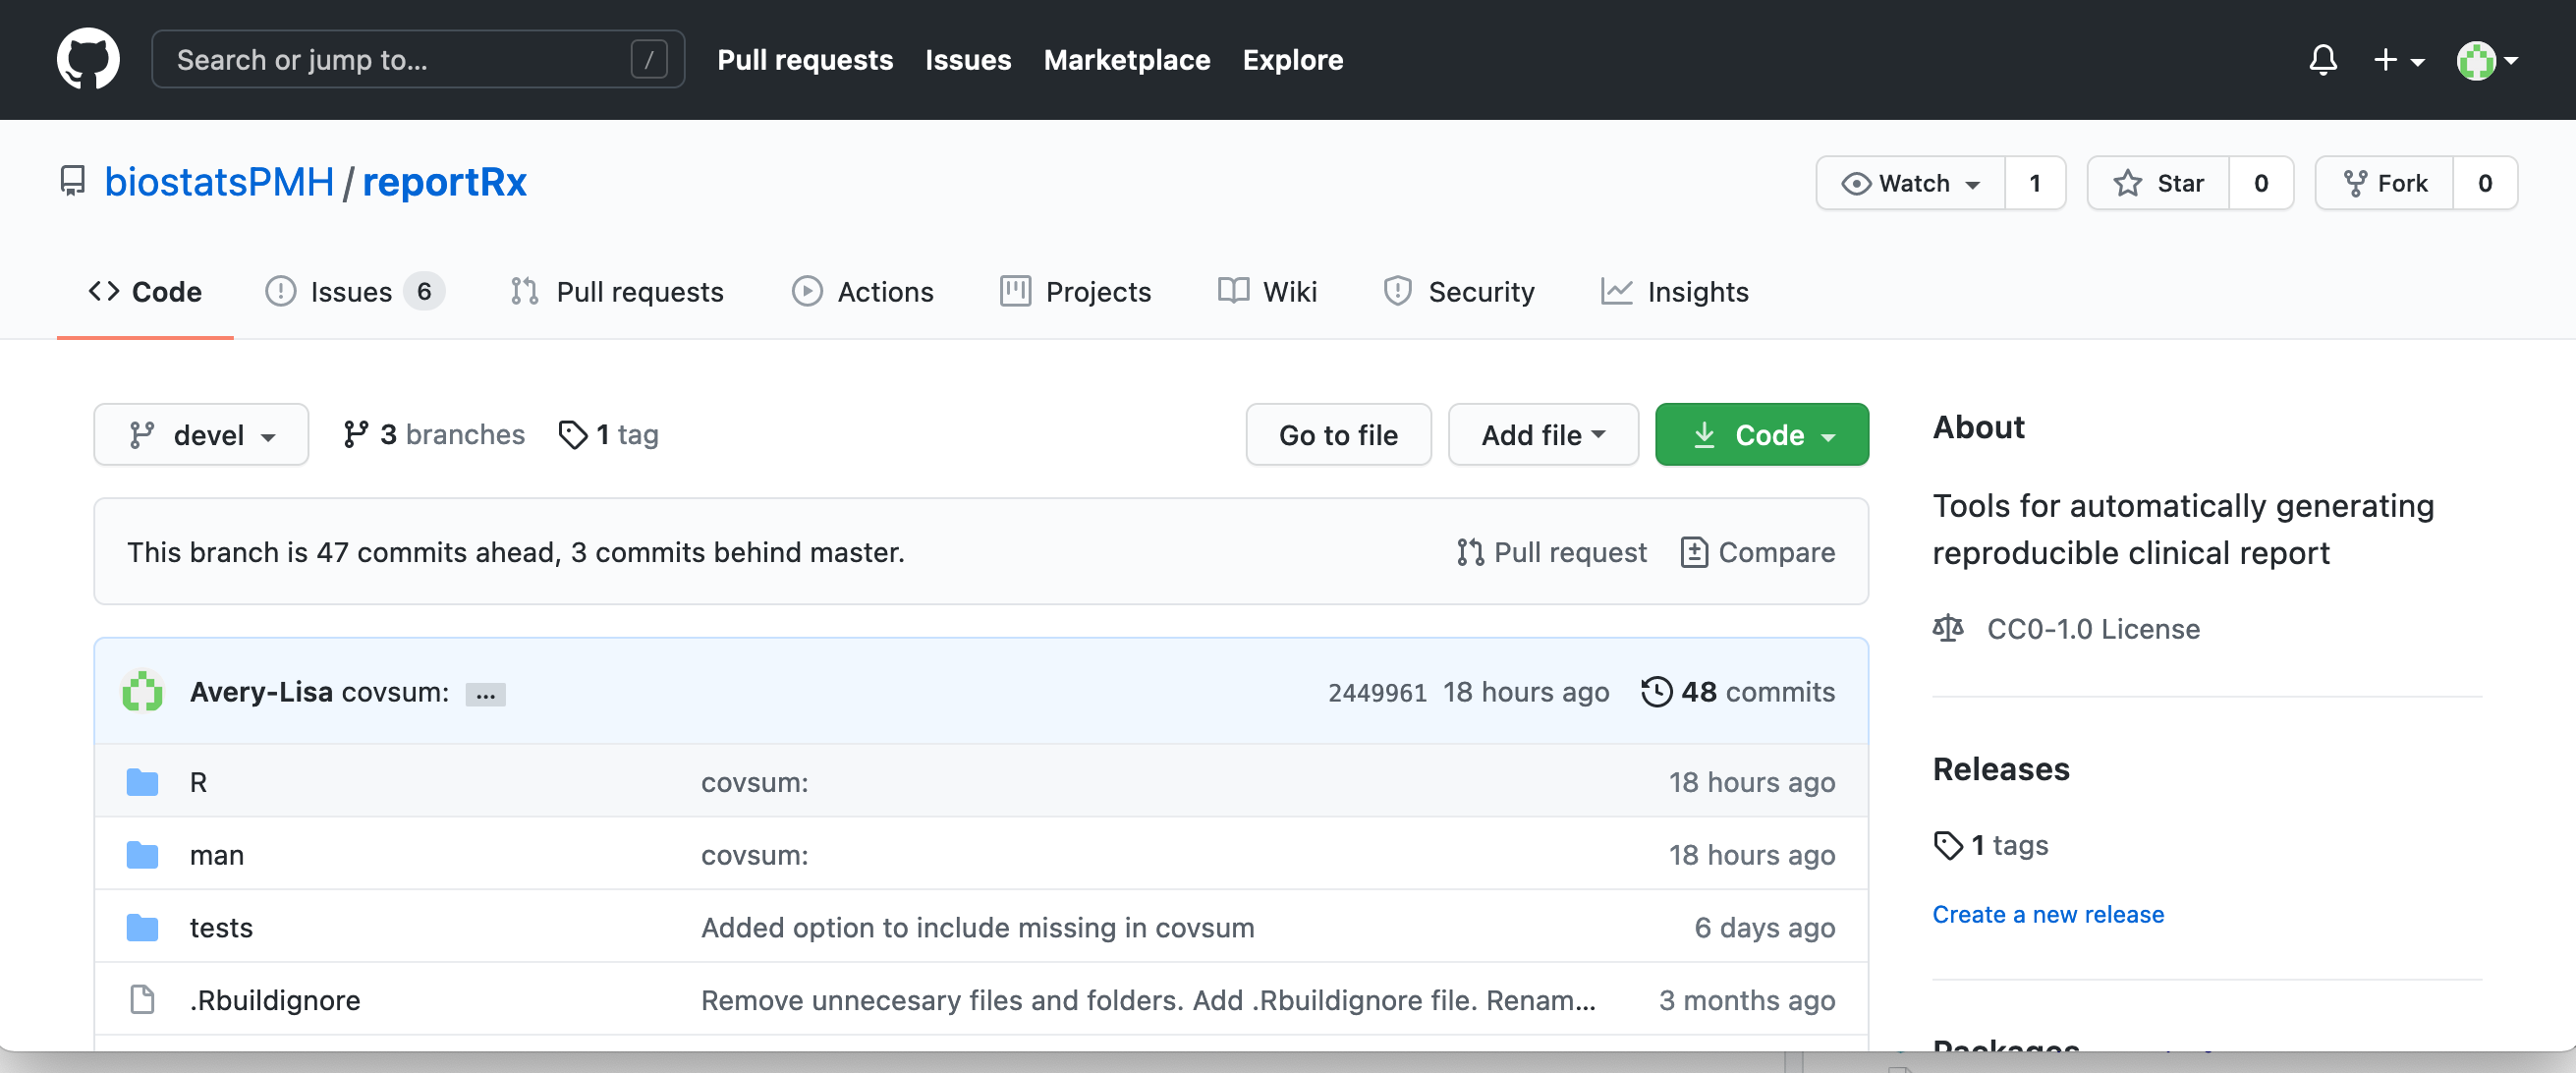 Search or jump to... /
Pull requests Issues Marketplace Explore
biostatsPMH / reportRx
Watch 1 Star 0 Fork 0
Code Issues 6 Pull requests Actions Projects Wiki Security Insights
devel 3 branches 1 tag Go to file Add file Code
This branch is 47 commits ahead, 3 commits behind master. Pull request Compare
Avery-Lisa covsum: ... 2449961 18 hours ago 48 commits
R covsum: 18 hours ago
man covsum: 18 hours ago
tests Added option to include missing in covsum 6 days ago
.Rbuildignore Remove unnecesary files and folders. Add .Rbuildignore file. Renam... 3 months ago
About
Tools for automatically generating
reproducible clinical report
CC0-1.0 License
Releases
1 tags
Create a new release
Packages